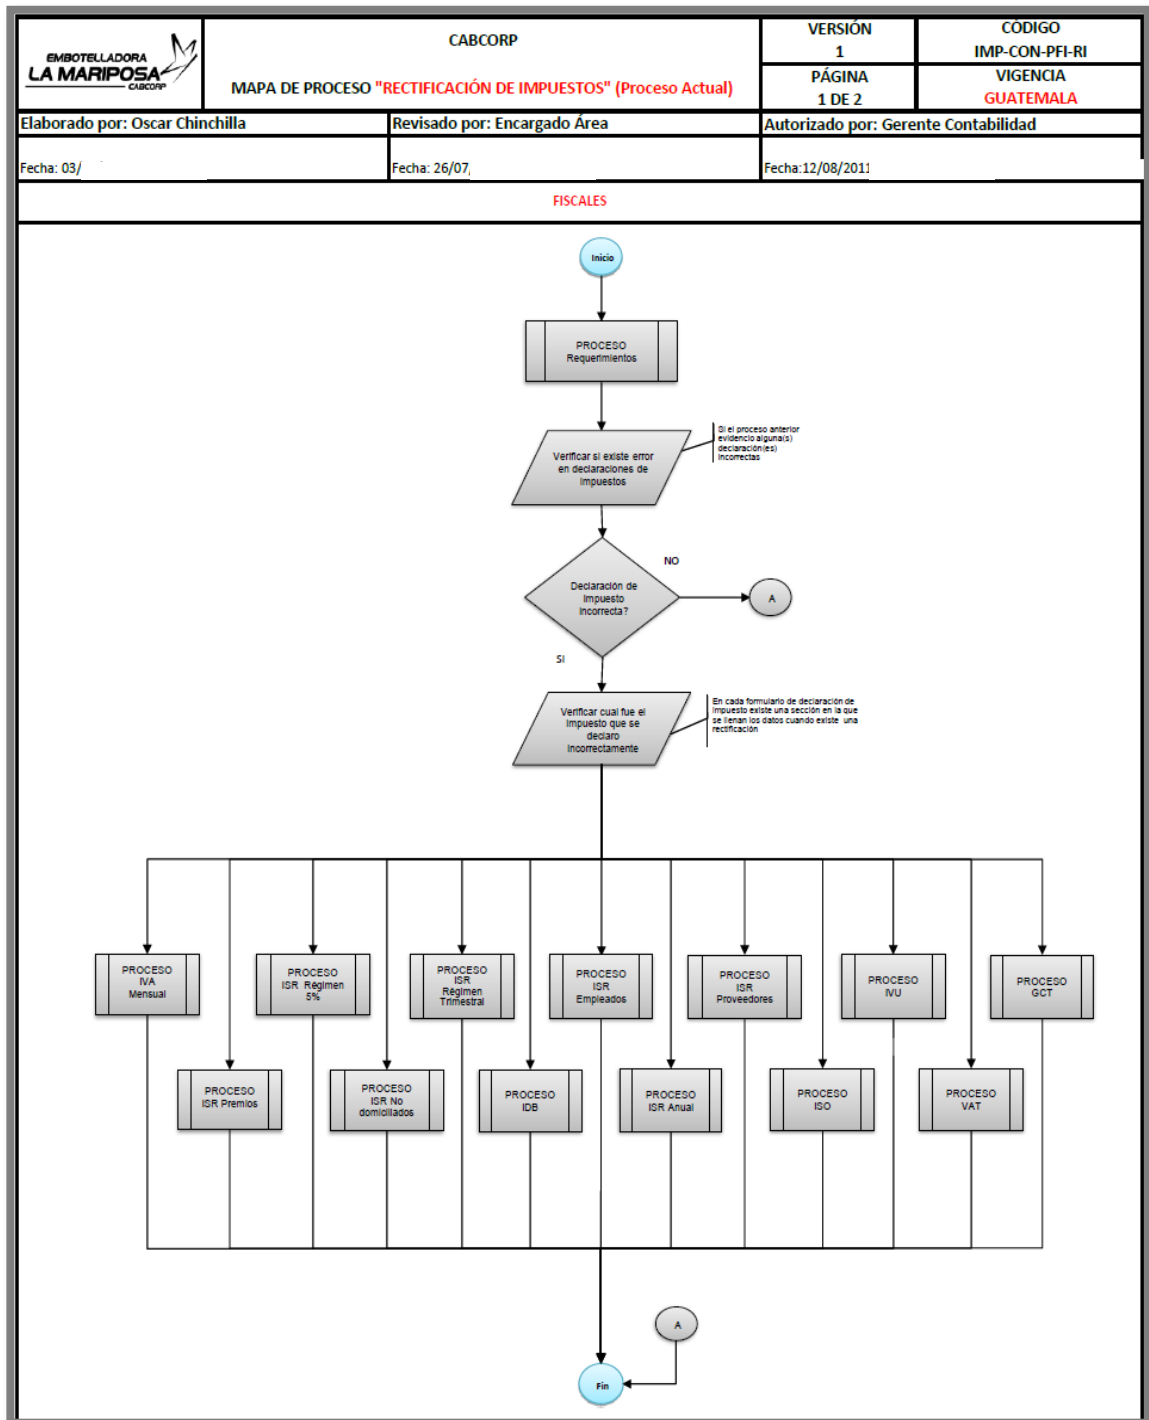 EMBOTELLADORA
LA MARIPOSA
CABCORP
CABCORP
MAPA DE PROCESO "RECTIFICACIÓN DE IMPUESTOS" (Proceso Actual)
VERSIÓN
1
CÓDIGO
IMP-CON-PFI-RI
PÁGINA
1 DE 2
VIGENCIA
GUATEMALA
Elaborado por: Oscar Chinchilla
Revisado por: Encargado Área
Autorizado por: Gerente Contabilidad
Fecha: 03/
Fecha: 26/07
Fecha:12/08/2011
FISCALES
Inicio
PROCESO
Requerimientos
Verificar si existe error
en declaraciones de
impuestos
Si el proceso anterior
evidencio alguna(s)
declaración(es)
incorrectas
Declaración de
impuesto
incorrecta?
NO
A
SI
Verificar cual fue el
impuesto que se
declaro
incorrectamente
En cada formulario de declaración de
impuesto existe una sección en la que
se llenan los datos cuando existe una
rectificación
PROCESO
IVA
Mensual
PROCESO
ISR Régimen
5%
PROCESO
ISR
Régimen
Trimestral
PROCESO
ISR
Empleados
PROCESO
ISR
Proveedores
PROCESO
IVU
PROCESO
GCT
PROCESO
ISR Premios
PROCESO
ISR No
domiciliados
PROCESO
IDB
PROCESO
ISR Anual
PROCESO
ISO
PROCESO
VAT
A
Fin